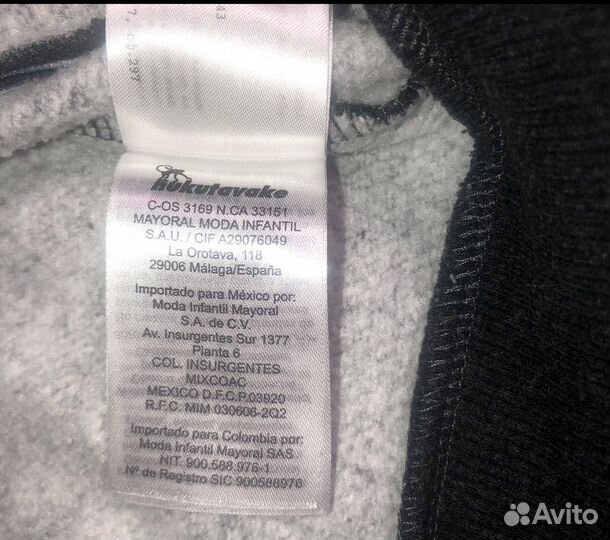 nukutavake
C-OS 3169 N.CA 33151
MAYORAL MODA INFANTIL
S.A.U. / CIF A29076049
La Orotava, 118
29006 Málaga/España
Importado para México por:
Moda Infantil Mayoral
S.A. de C.V.
Av. Insurgentes Sur 1377
Planta 6
COL. INSURGENTES
MIXCOAC
MEXICO D.F.C.P.03920
R.F.C. MIM 030606-2Q2
Importado para Colombia por:
Moda Infantil Mayoral SAS
NIT. 900.588.976-1
Nº de Registro SIC 900588976
Avito